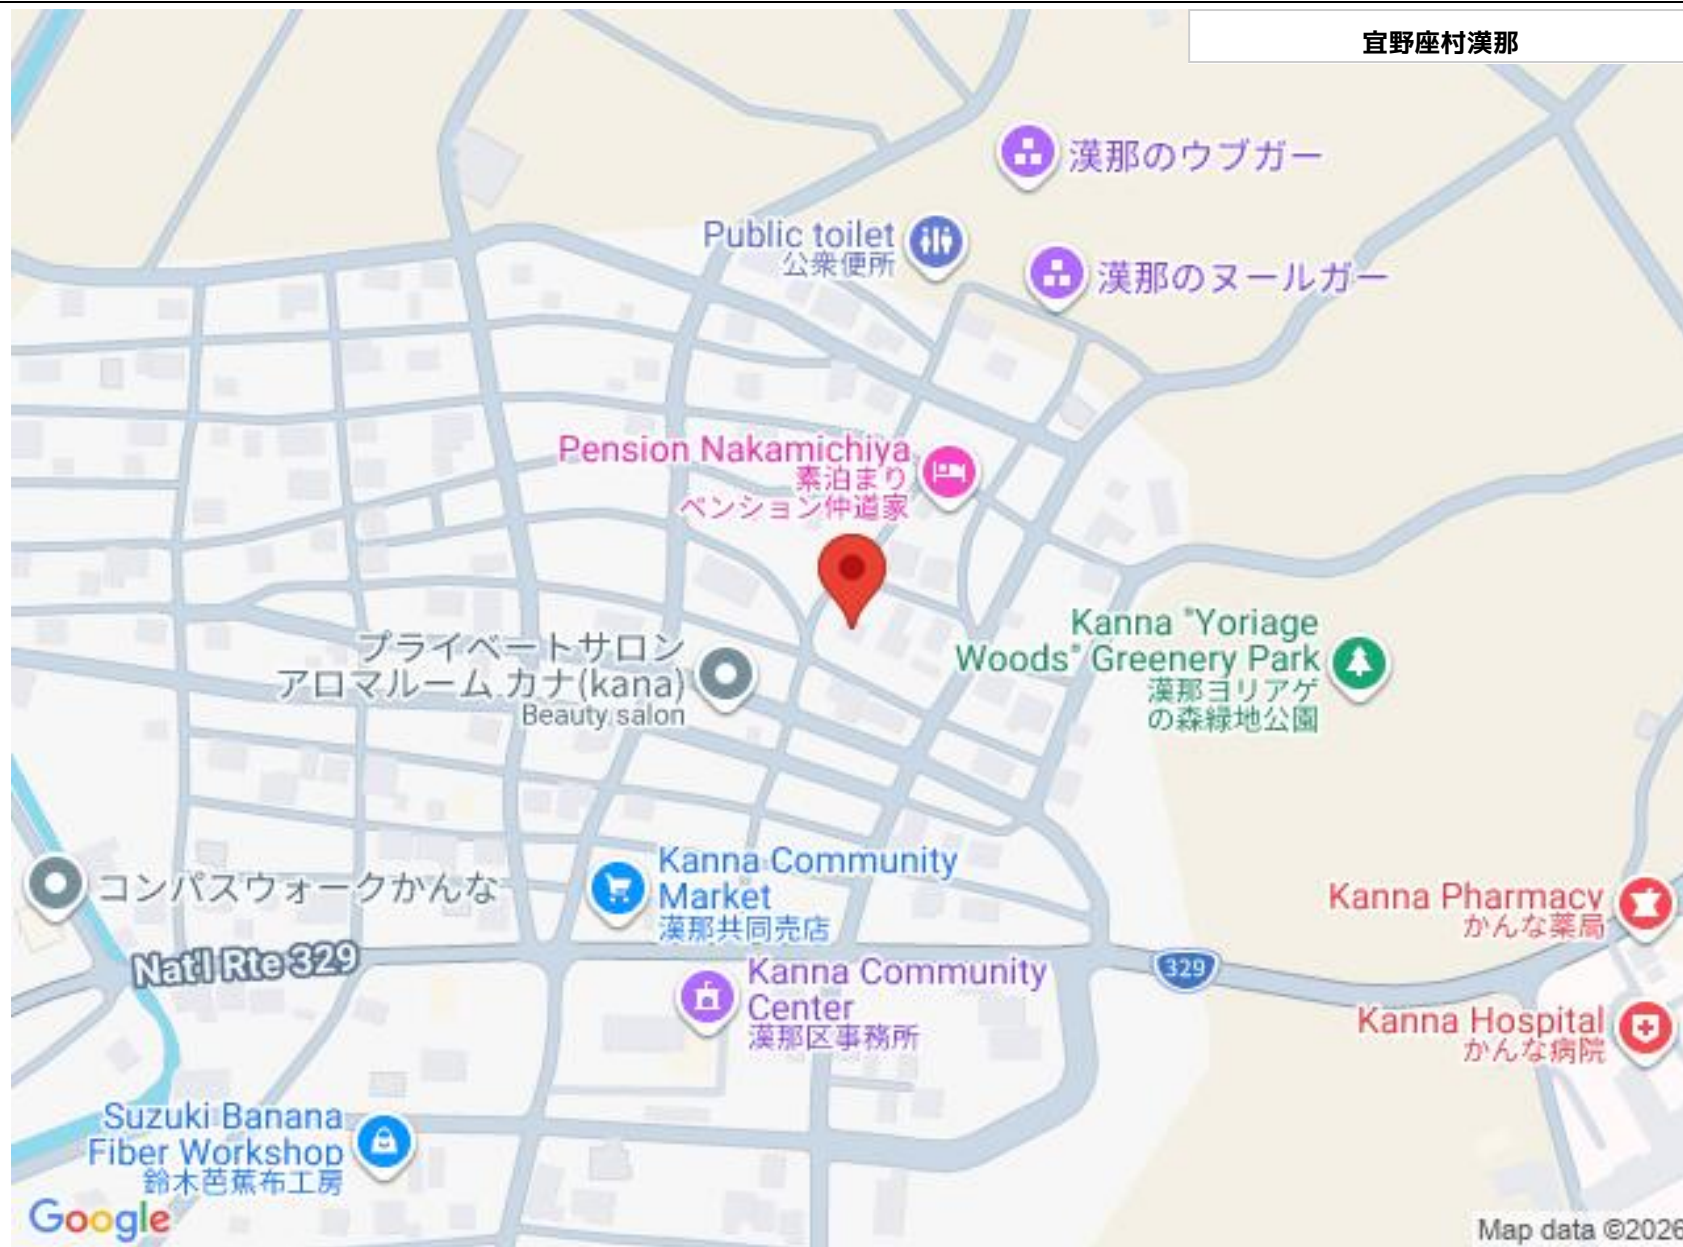 宜野座村漢那
漢那のウブガー
Public toilet
公衆便所
漢那のヌールガー
Pension Nakamichiya
素泊まり
ペンション仲道家
プライベートサロン
アロマルーム カナ(kana)
Beauty salon
Kanna "Yoriage
Woods" Greenery Park
漢那ヨリアゲ
の森緑地公園
コンパスウォークかんな
Kanna Community
Market
漢那共同売店
Kanna Pharmacy
かんな薬局
Nat'l Rte 329
329
Kanna Community
Center
漢那区事務所
Kanna Hospital
かんな病院
Suzuki Banana
Fiber Workshop
鈴木芭蕉布工房
Google
Map data ©2026